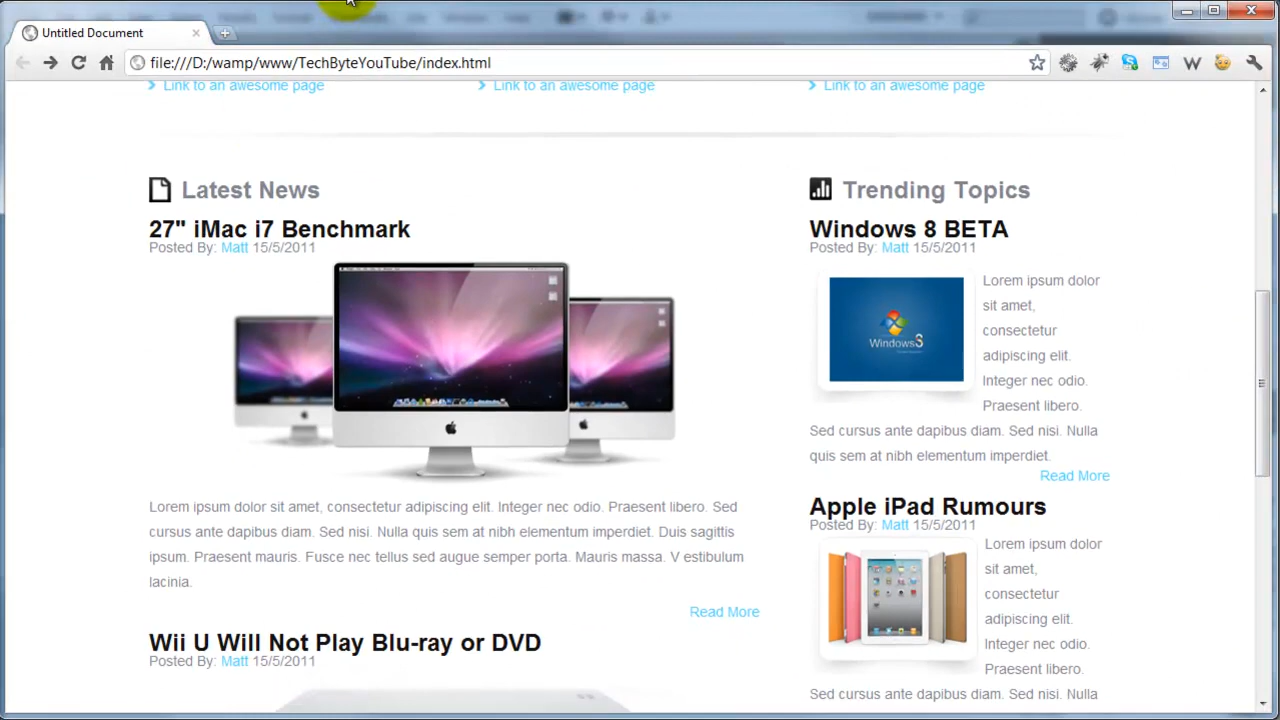 Untitled Document
file:///D:/wamp/www/TechByteYouTube/index.html
Link to an awesome page
Link to an awesome page
Link to an awesome page
Latest News
27" iMac i7 Benchmark
Posted By: Matt 15/5/2011
Lorem ipsum dolor sit amet, consectetur adipiscing elit. Integer nec odio. Praesent libero. Sed
cursus ante dapibus diam. Sed nisi. Nulla quis sem at nibh elementum imperdiet. Duis sagittis
ipsum. Praesent mauris. Fusce nec tellus sed augue semper porta. Mauris massa. V estibulum
lacinia.
Read More
Wii U Will Not Play Blu-ray or DVD
Posted By: Matt 15/5/2011
Trending Topics
Windows 8 BETA
Posted By: Matt 15/5/2011
Windows
Lorem ipsum dolor
sit amet,
consectetur
adipiscing elit.
Integer nec odio.
Praesent libero.
Sed cursus ante dapibus diam. Sed nisi. Nulla
quis sem at nibh elementum imperdiet.
Read More
Apple iPad Rumours
Posted By: Matt 15/5/2011
Lorem ipsum dolor
sit amet,
consectetur
adipiscing elit.
Integer nec odio.
Praesent libero.
Sed cursus ante dapibus diam. Sed nisi. Nulla